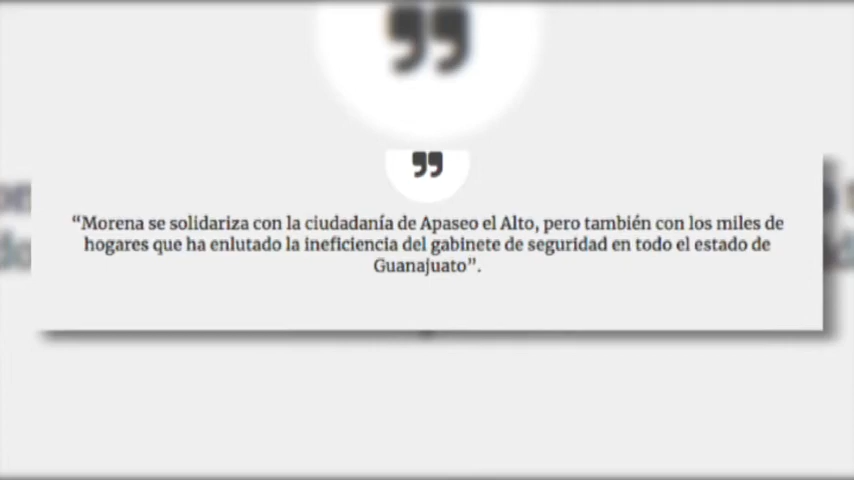 “Morena se solidariza con la ciudadanía de Apaseo el Alto, pero también con los miles de
hogares que ha enlutado la ineficiencia del gabinete de seguridad en todo el estado de
Guanajuato”.